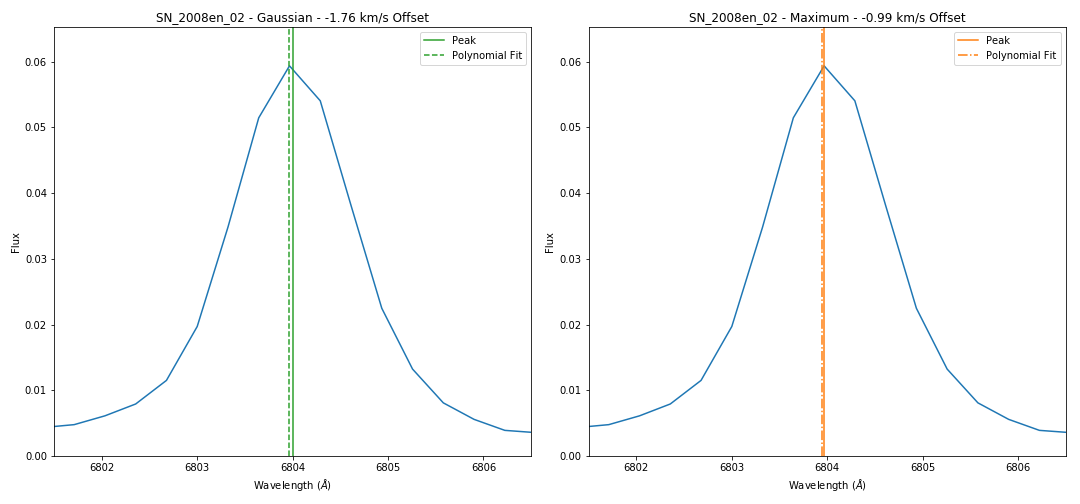 SN_2008en_02 - Gaussian - -1.76 km/s Offset
Peak
Polynomial Fit
0.06
0.05
0.04
0.03
0.02
0.01
0.00
Flux
6802
6803
6804
6805
6806
Wavelength (Å)
SN_2008en_02 - Maximum - -0.99 km/s Offset
Peak
Polynomial Fit
0.06
0.05
0.04
0.03
0.02
0.01
0.00
Flux
6802
6803
6804
6805
6806
Wavelength (Å)